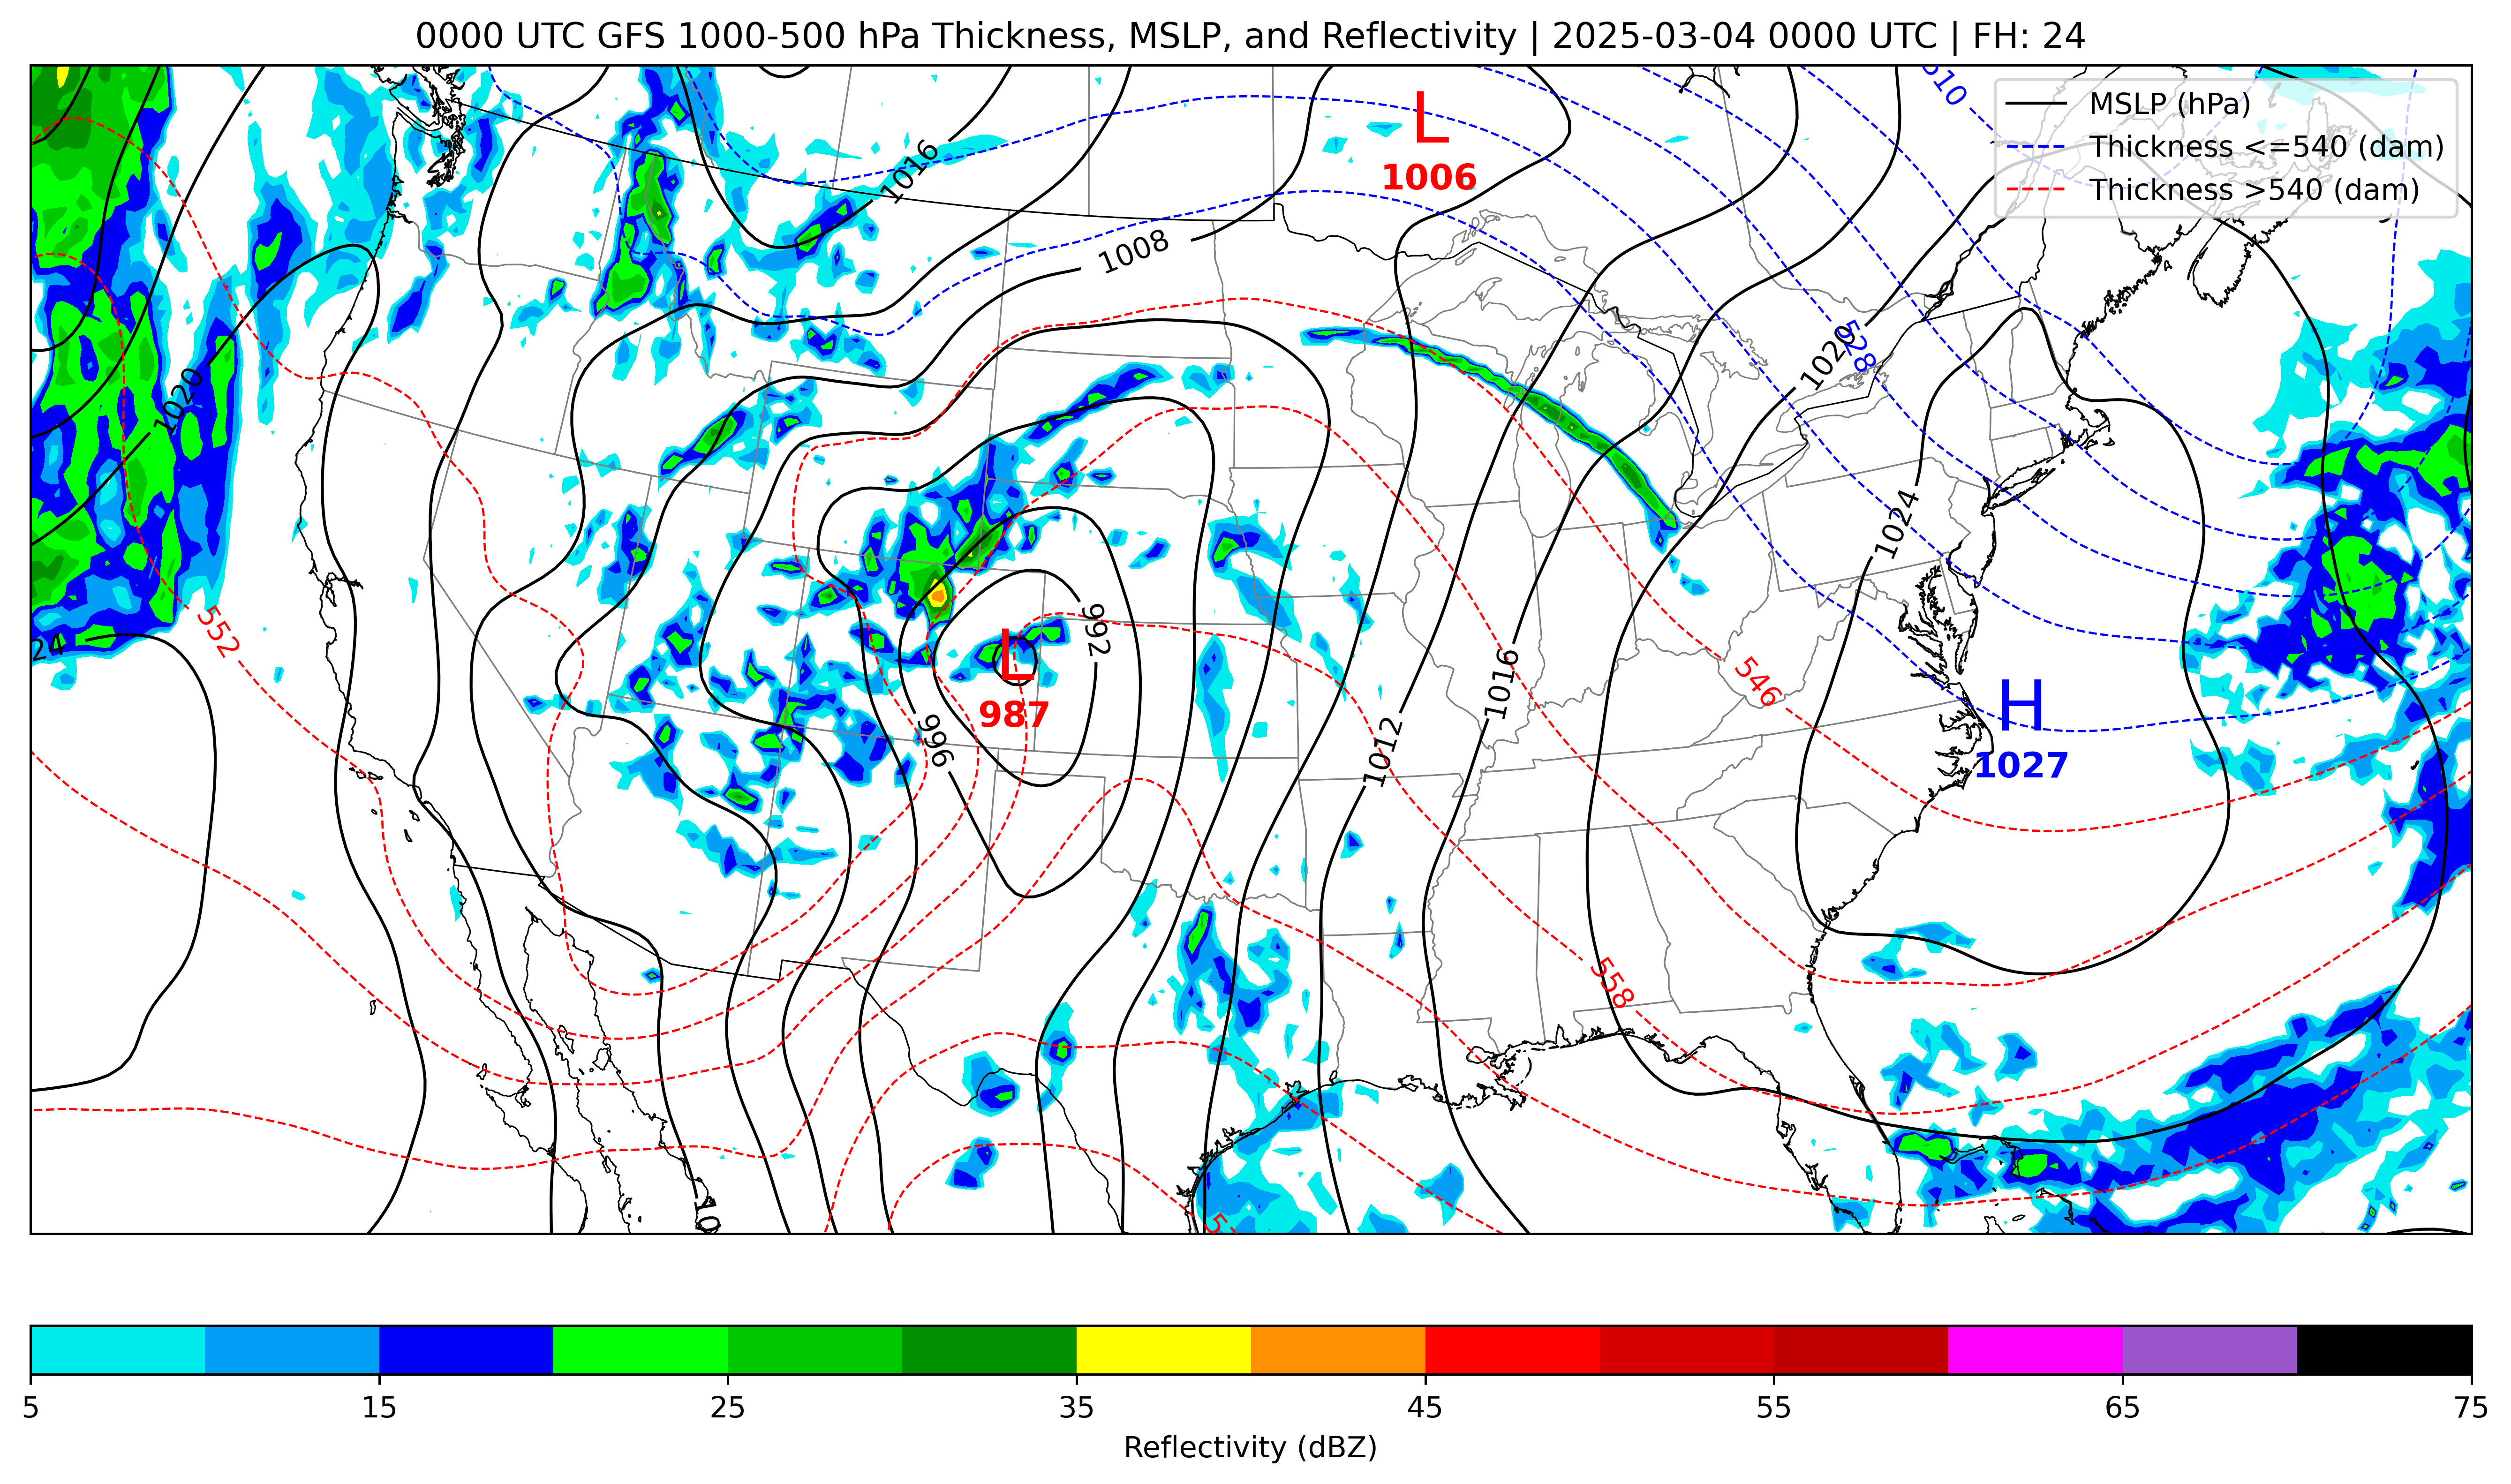 0000 UTC GFS 1000-500 hPa Thickness, MSLP, and Reflectivity | 2025-03-04 0000 UTC | FH: 24
510
MSLP (hPa)
Thickness <=540 (dam)
Thickness >540 (dam)
L
1006
1016
1008
1020
528
1020
1024
992
552
24
L
987
996
1016
1012
546
H
1027
558
10
5
5 15 25 35 45 55 65 75
Reflectivity (dBZ)